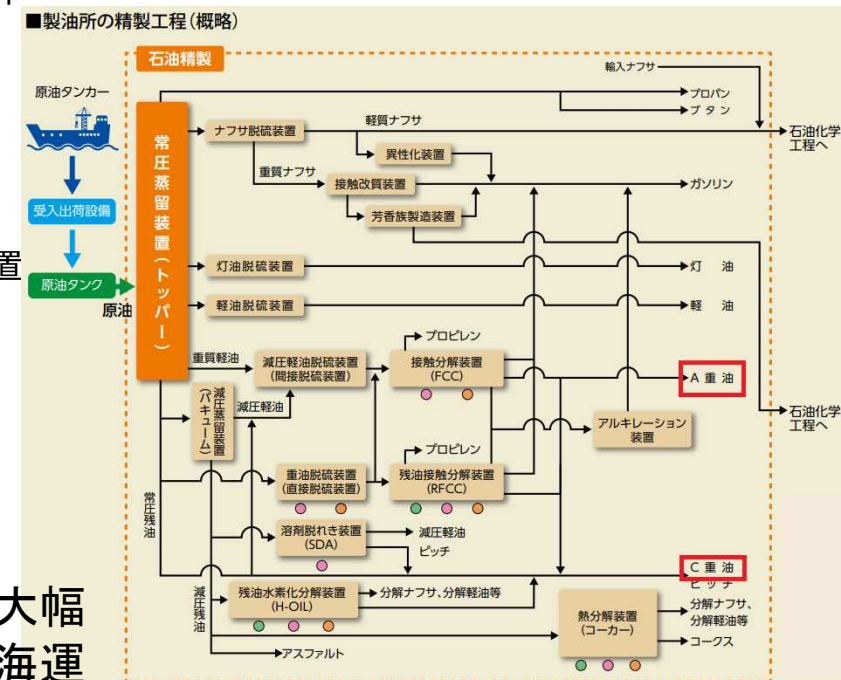 ■製油所の精製工程(概略)
石油精製
原油タンカー
受入出荷設備
原油タンク
原油
置
常圧蒸留装置(トッパー)
輸入ナフサ
プロパン
ブタン
石油化学
工程へ
ナフサ脱硫装置
軽質ナフサ
異性化装置
重質ナフサ
接触改質装置
ガソリン
芳香族製造装置
灯油脱硫装置
灯 油
軽油脱硫装置
軽 油
プロピレン
重質軽油
減圧軽油脱硫装置
(間接脱硫装置)
接触分解装置
(FCC)
A重油
減圧蒸留装置
(バキューム)
減圧軽油
石油化学
工程へ
アルキレーション
装置
プロピレン
重油脱硫装置
(直接脱硫装置)
残油接触分解装置
(RFCC)
常圧残油
溶剤脱れき装置
(SDA)
減圧軽油
ピッチ
C重油
ピッチ
減圧残油
残油水素化分解装置
(H-OIL)
分解ナフサ、分解軽油等
熱分解装置
(コーカー)
分解ナフサ、
分解軽油等
コークス
アスファルト
大幅
海運